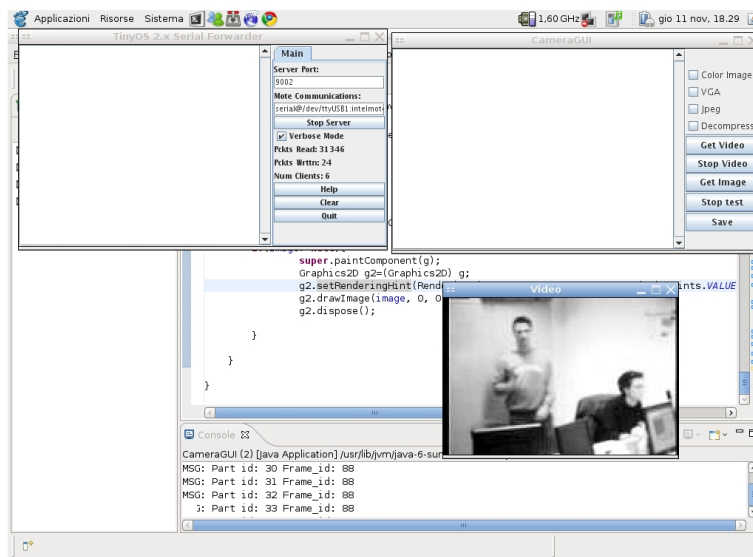 Applicazioni Risorse Sistema
1,60 GHz
gio 11 nov, 18.29
TinyOS 2.x Serial Forwarder
Main
Server Port:
9002
Mote Communications:
serial@/dev/ttyUSB1:intelmot
Stop Server
Verbose Mode
Pckts Read: 31346
Pckts Wrttn: 24
Num Clients: 6
Help
Clear
Quit
CameraGUI
Color Image
VGA
Jpeg
Decompress
Get Video
Stop Video
Get Image
Stop test
Save
super.paintComponent(g);
Graphics2D g2=(Graphics2D) g;
g2.setRenderingHint(Rend
nts.VALUE
g2.drawImage(image, 0, 0
g2.dispose();
}
}
}
Video
Console
CameraGUI (2) [Java Application] /usr/lib/jvm/java-6-sun
MSG: Part id: 30 Frame_id: 88
MSG: Part id: 31 Frame_id: 88
MSG: Part id: 32 Frame_id: 88
3: Part id: 33 Frame_id: 88